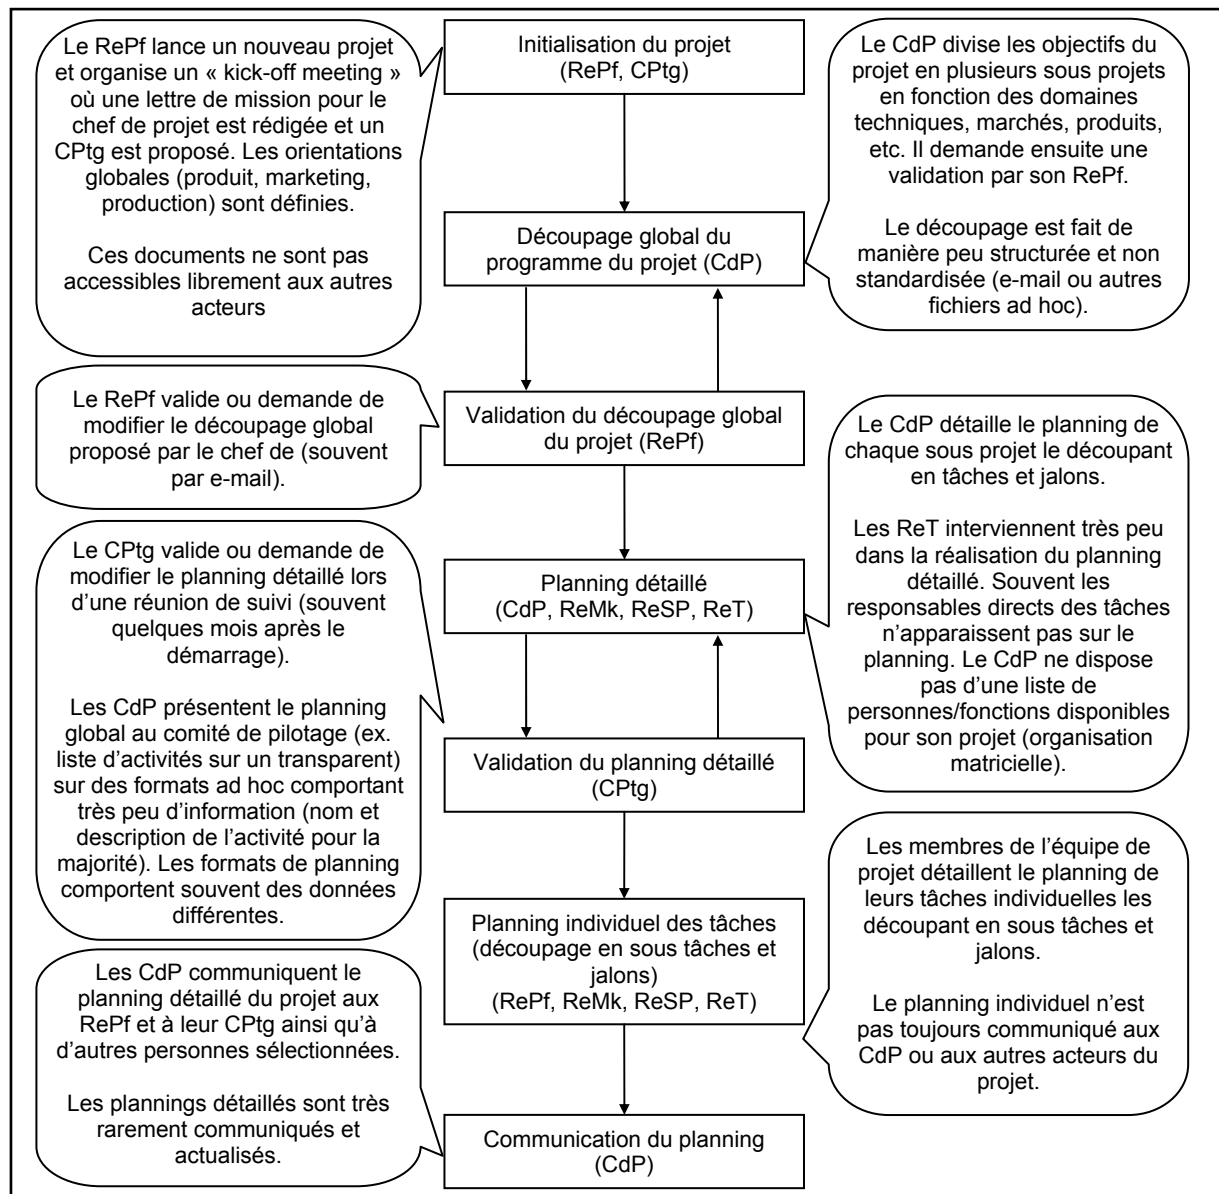 Le RePf lance un nouveau projet
et organise un « kick-off meeting »
où une lettre de mission pour le
chef de projet est rédigée et un
CPtg est proposé. Les orientations
globales (produit, marketing,
production) sont définies.
Ces documents ne sont pas
accessibles librement aux autres
acteurs
Initialisation du projet
(RePf, CPtg)
Le CdP divise les objectifs du
projet en plusieurs sous projets
en fonction des domaines
techniques, marchés, produits,
etc. Il demande ensuite une
validation par son RePf.
Le découpage est fait de
manière peu structurée et non
standardisée (e-mail ou autres
fichiers ad hoc).
Découpage global du
programme du projet (CdP)
Le RePf valide ou demande de
modifier le découpage global
proposé par le chef de (souvent
par e-mail).
Validation du découpage global
du projet (RePf)
Le CdP détaille le planning de
chaque sous projet le découpant
en tâches et jalons.
Les ReT interviennent très peu
dans la réalisation du planning
détaillé. Souvent les
responsables directs des tâches
n’apparaissent pas sur le
planning. Le CdP ne dispose
pas d’une liste de
personnes/fonctions disponibles
pour son projet (organisation
matricielle).
Planning détaillé
(CdP, ReMk, ReSP, ReT)
Le CPtg valide ou demande de
modifier le planning détaillé lors
d’une réunion de suivi (souvent
quelques mois après le
démarrage).
Les CdP présentent le planning
global au comité de pilotage (ex.
liste d’activités sur un transparent)
sur des formats ad hoc comportant
très peu d’information (nom et
description de l’activité pour la
majorité). Les formats de planning
comportent souvent des données
différentes.
Validation du planning détaillé
(CPtg)
Les membres de l’équipe de
projet détaillent le planning de
leurs tâches individuelles les
découpant en sous tâches et
jalons.
Le planning individuel n’est
pas toujours communiqué aux
CdP ou aux autres acteurs du
projet.
Planning individuel des tâches
(découpage en sous tâches et
jalons)
(RePf, ReMk, ReSP, ReT)
Les CdP communiquent le
planning détaillé du projet aux
RePf et à leur CPtg ainsi qu’à
d’autres personnes sélectionnées.
Les plannings détaillés sont très
rarement communiqués et
actualisés.
Communication du planning
(CdP)